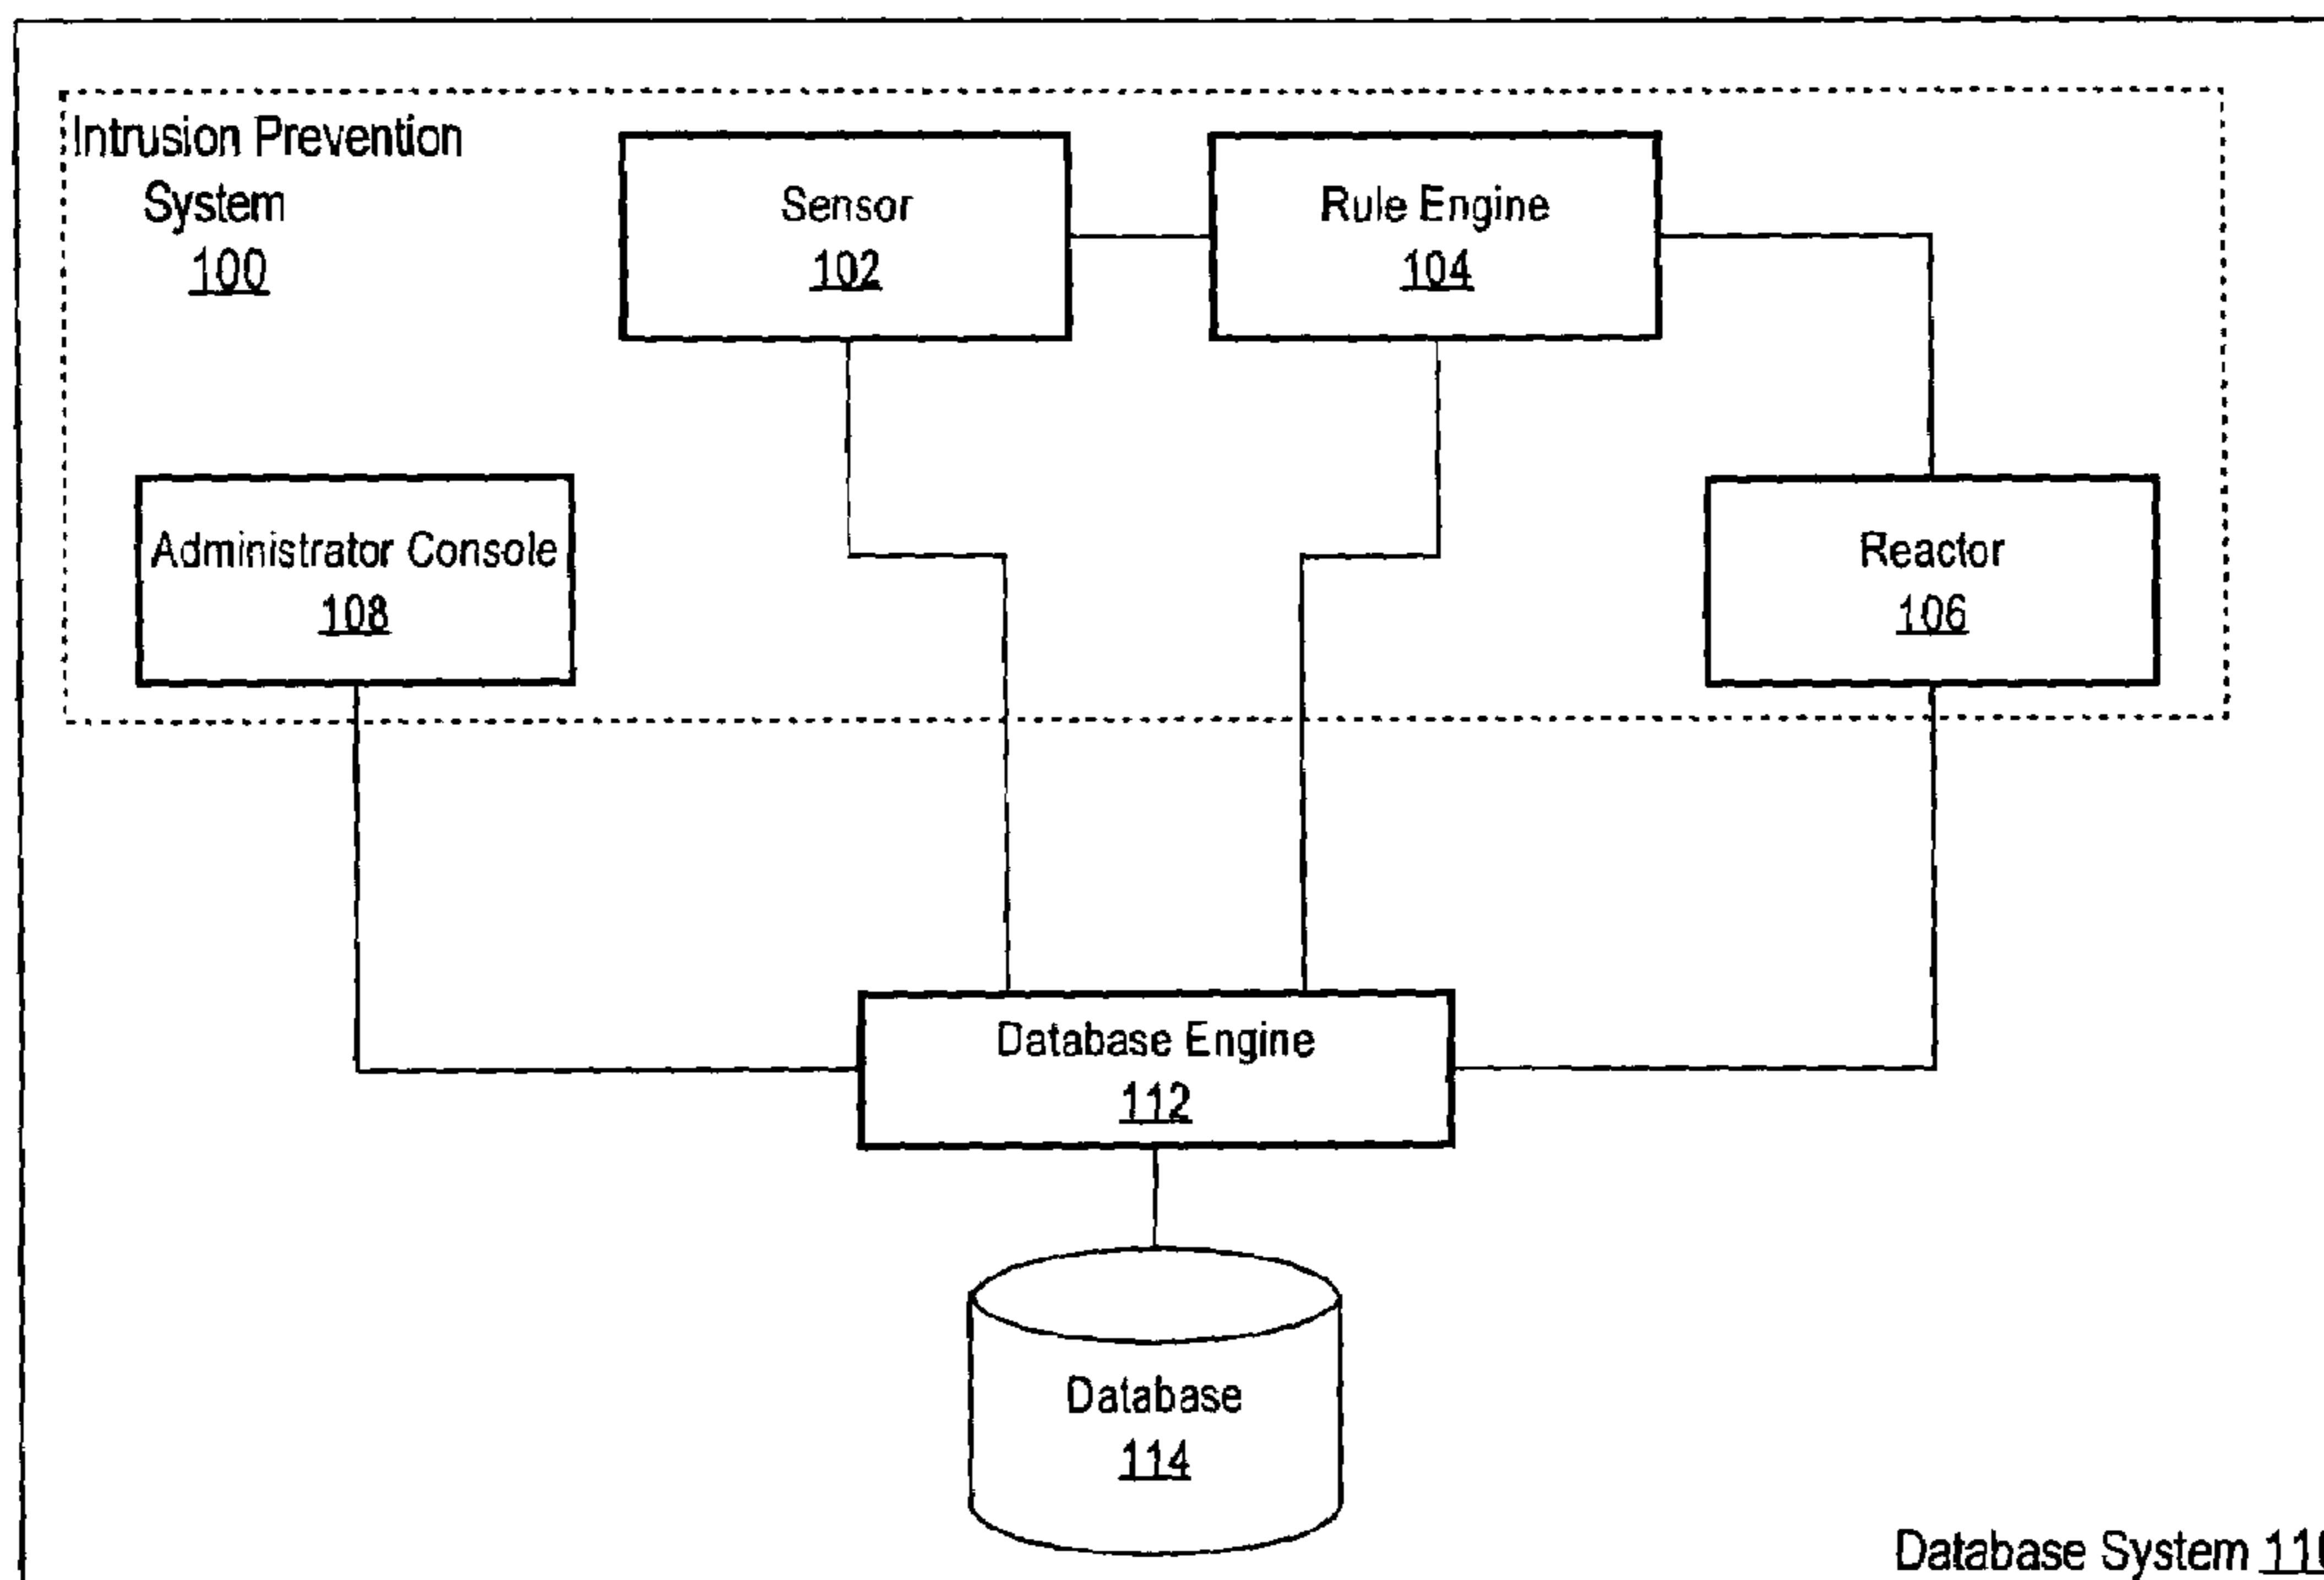 Intrusion Prevention
System
100
Sensor
102
Rule Engine
104
Administrator Console
108
Reactor
106
Database Engine
112
Database
114
Database System 110